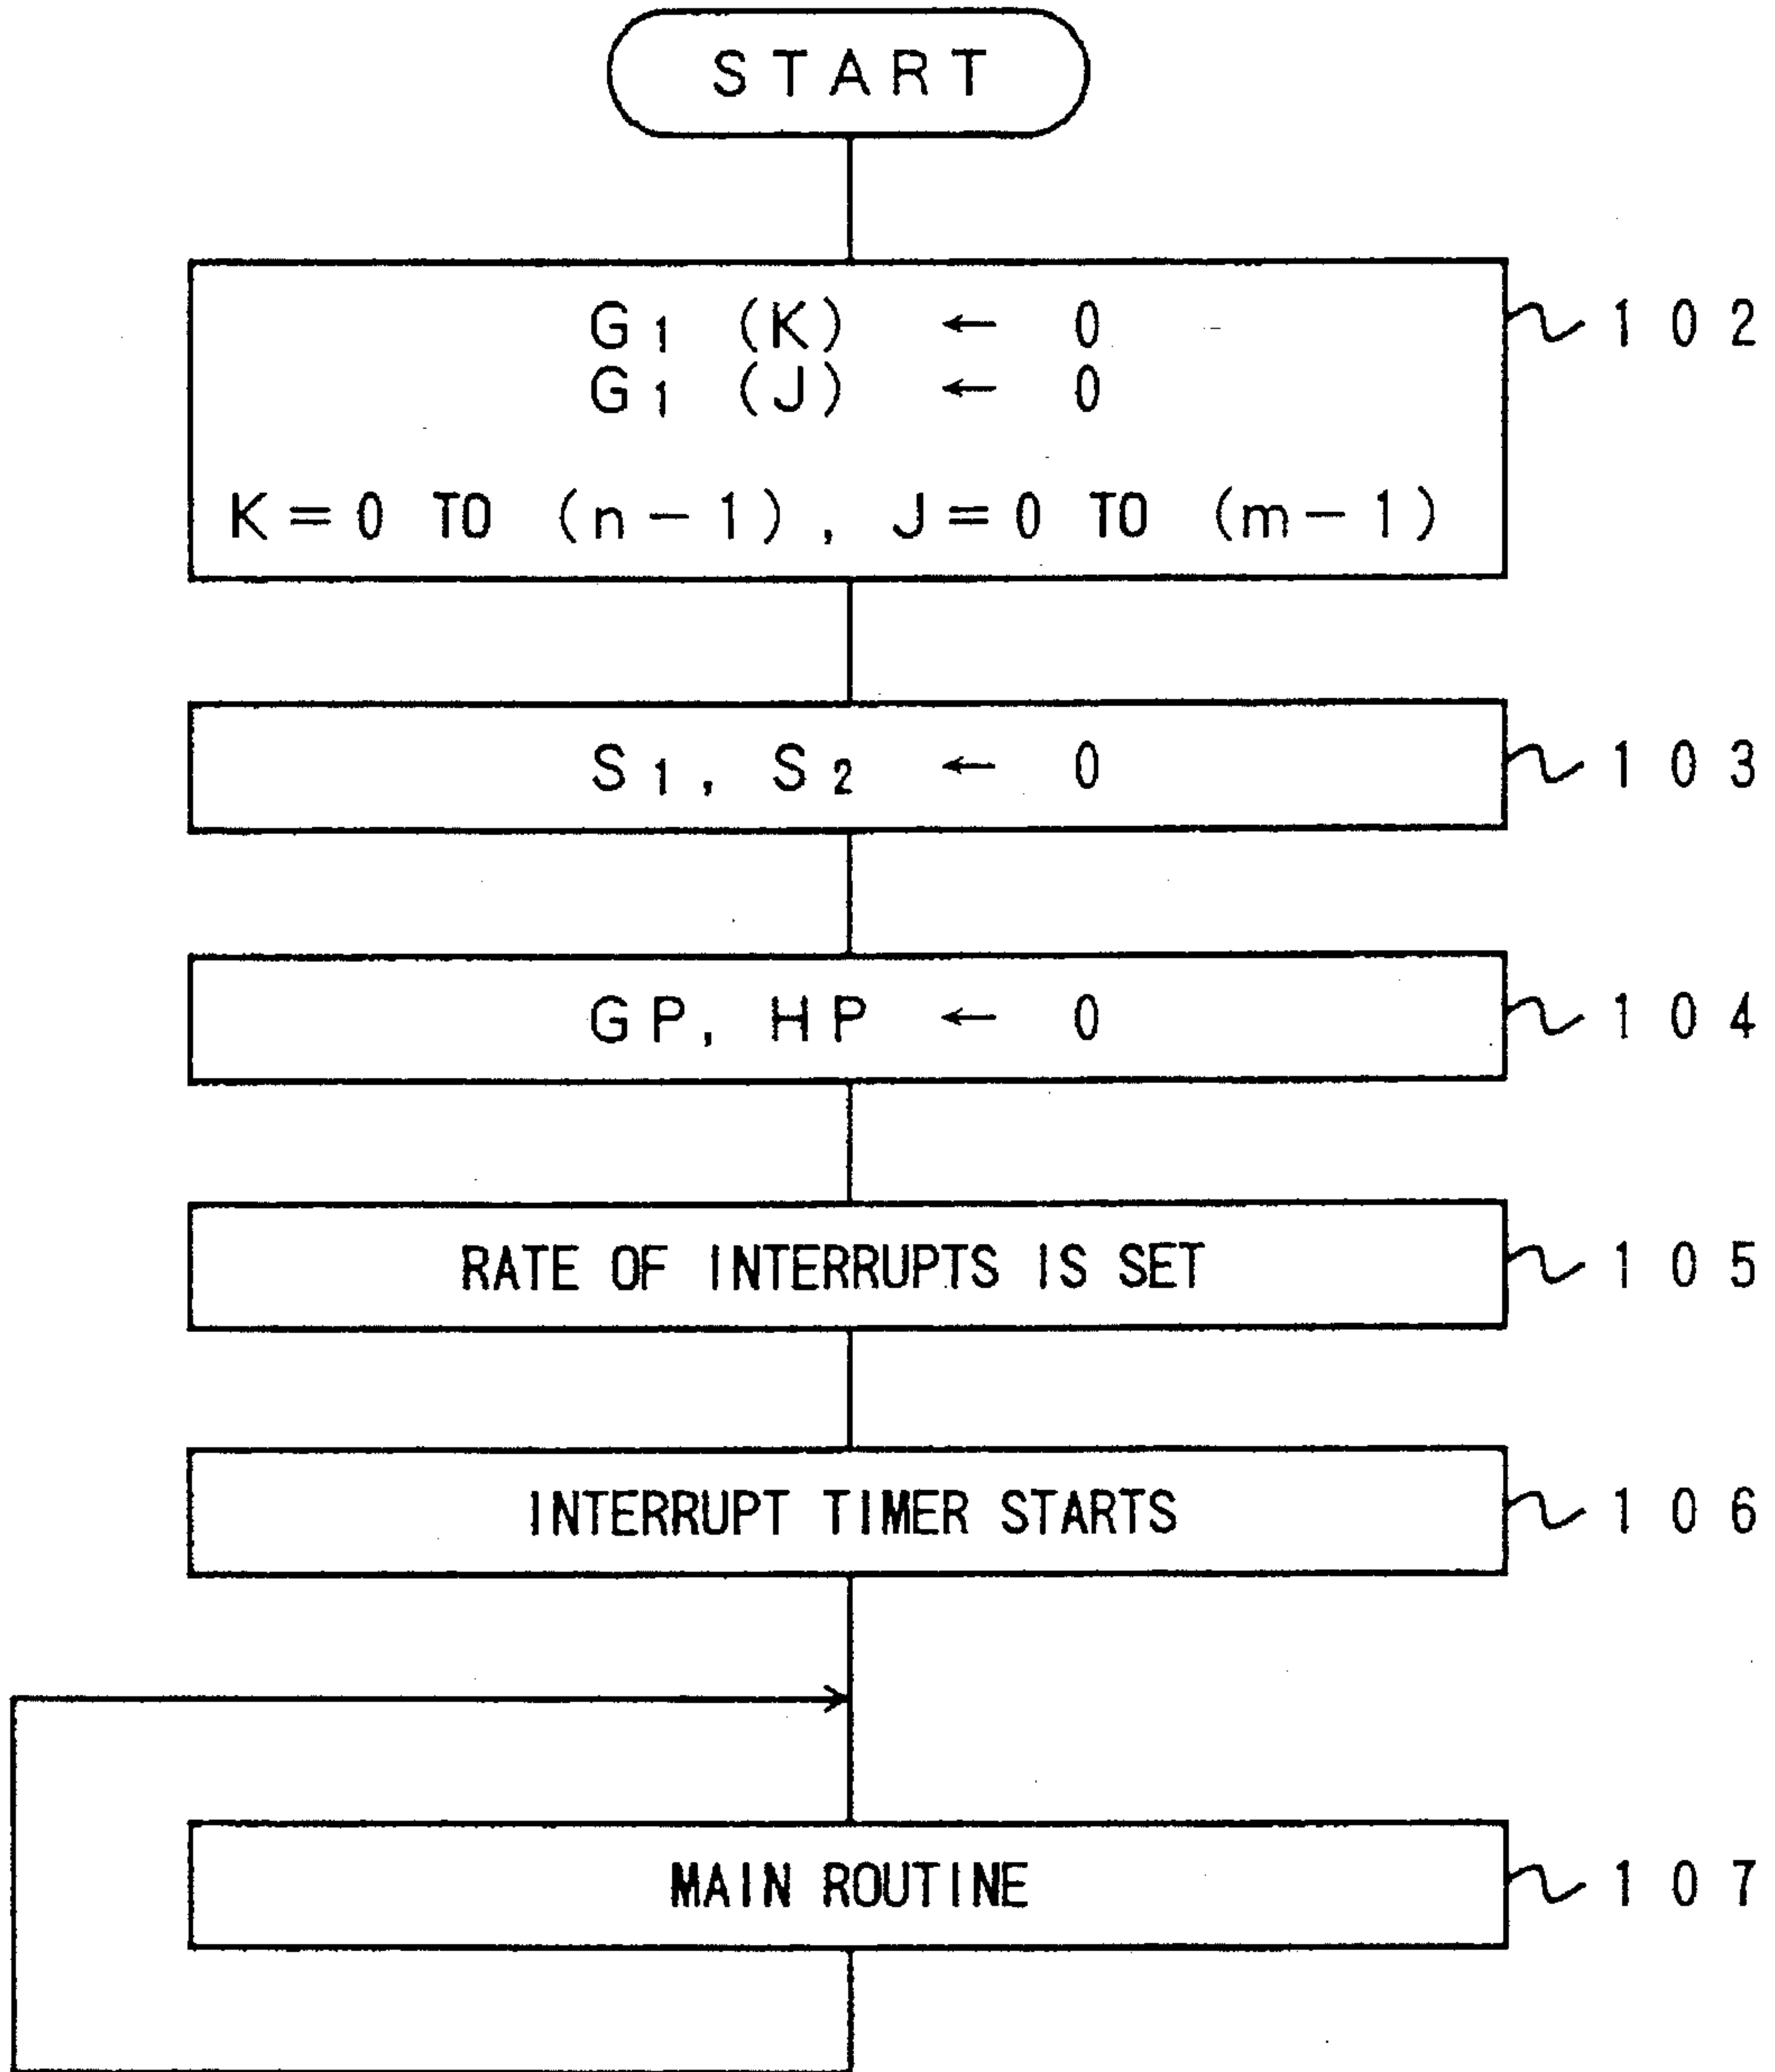 START
G₁ (K) ← 0
G₁ (J) ← 0
K=0 TO (n-1), J=0 TO (m-1)
102
S₁, S₂ ← 0
103
GP, HP ← 0
104
RATE OF INTERRUPTS IS SET
105
INTERRUPT TIMER STARTS
106
MAIN ROUTINE
107